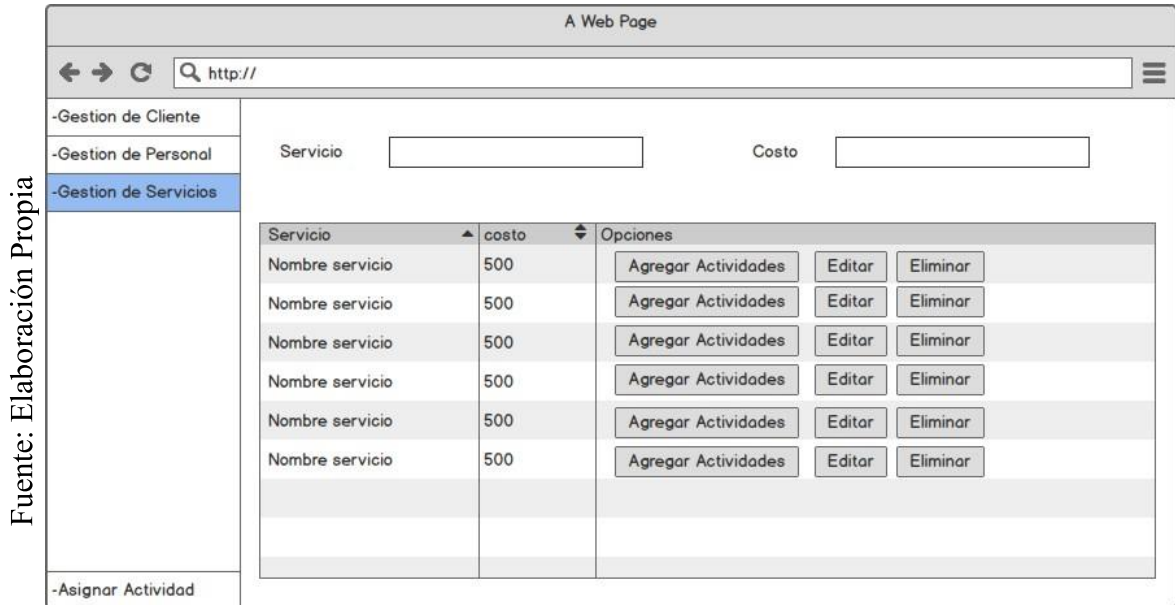 A Web Page
http://
-Gestion de Cliente
-Gestion de Personal
-Gestion de Servicios
Servicio
Costo
Servicio costo Opciones
Nombre servicio 500 Agregar Actividades Editar Eliminar
Nombre servicio 500 Agregar Actividades Editar Eliminar
Nombre servicio 500 Agregar Actividades Editar Eliminar
Nombre servicio 500 Agregar Actividades Editar Eliminar
Nombre servicio 500 Agregar Actividades Editar Eliminar
Nombre servicio 500 Agregar Actividades Editar Eliminar
-Asignar Actividad
Fuente: Elaboración Propia